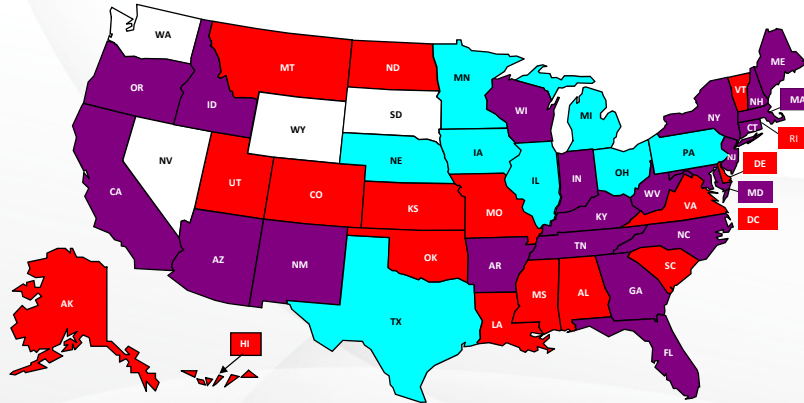 WA
ME
MT
ND
VT
MN
OR
NH
MA
ID
WI
SD
NY
MI
CT
WY
RI
PA
IA
NJ
NE
DE
NV
OH
IN
IL
UT
CA
WV
MD
CO
VA
KS
MO
KY
DC
NC
TN
OK
AZ
SC
NM
AR
GA
AL
MS
AK
TX
LA
HI
FL